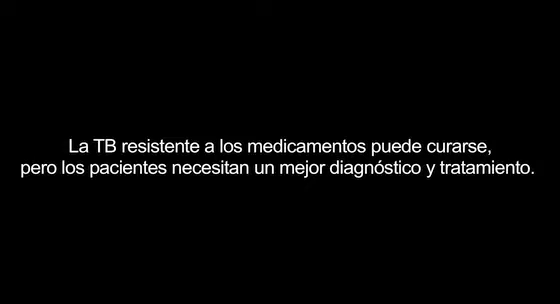 La TB resistente a los medicamentos puede curarse,
pero los pacientes necesitan un mejor diagnóstico y tratamiento.